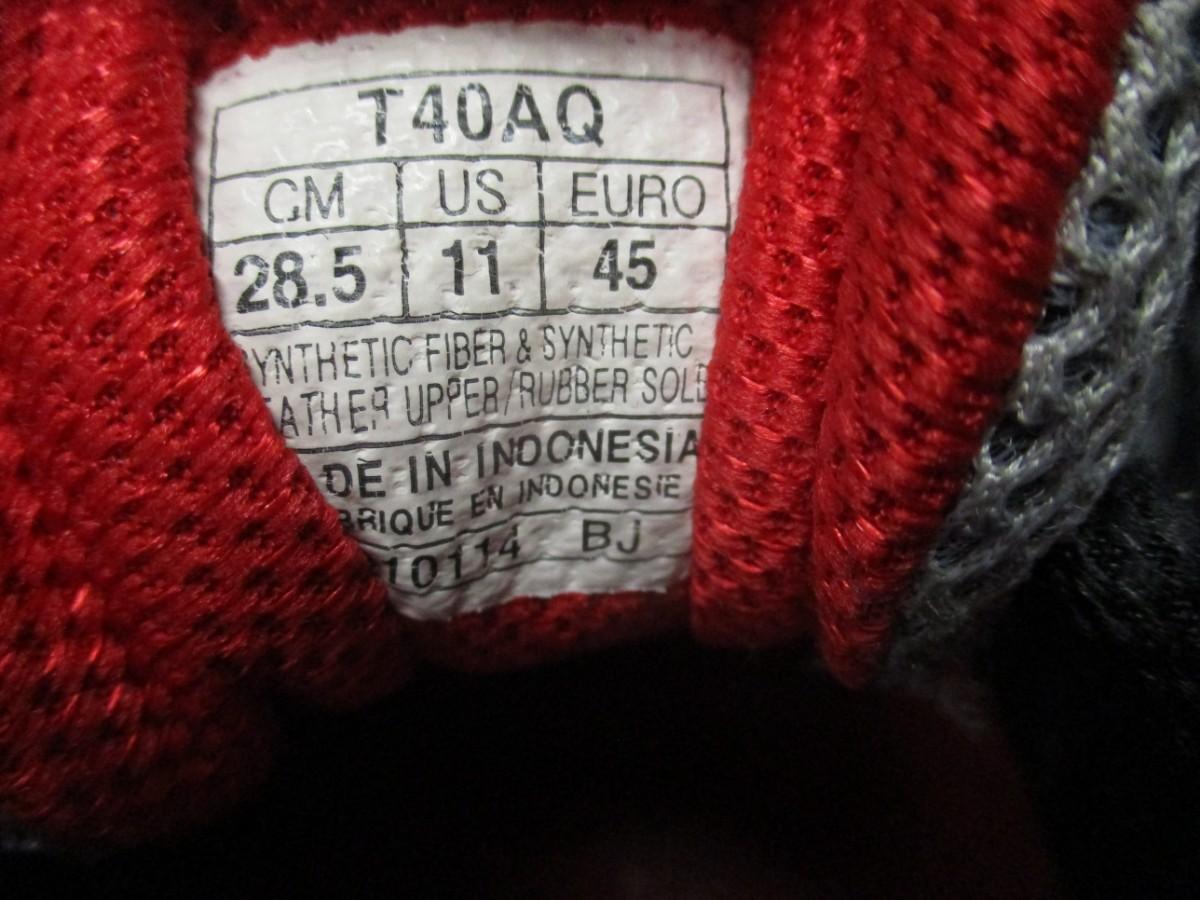 T40AQ
CM US EURO
28.5 11 45
YNTHETIC FIBER & SYNTHETIC
EATHER UPPER/RUBBER SOLE
DE IN INDONESIA
BRIQUE EN INDONESIE
10114 BJ